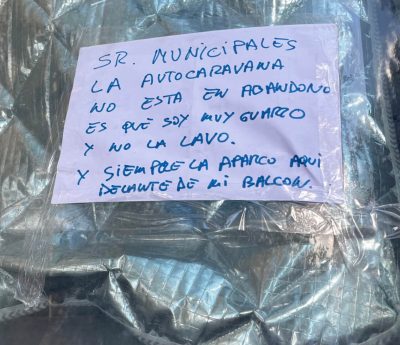 SR. MUNICIPALES
LA AUTOCARAVANA
NO ESTA EN ABANDONO
ES QUE SOY MUY GUARRO
Y NO LA LAVO.
Y SIEMPRE LA APARCO AQUI
DELANTE DE MI BALCON.